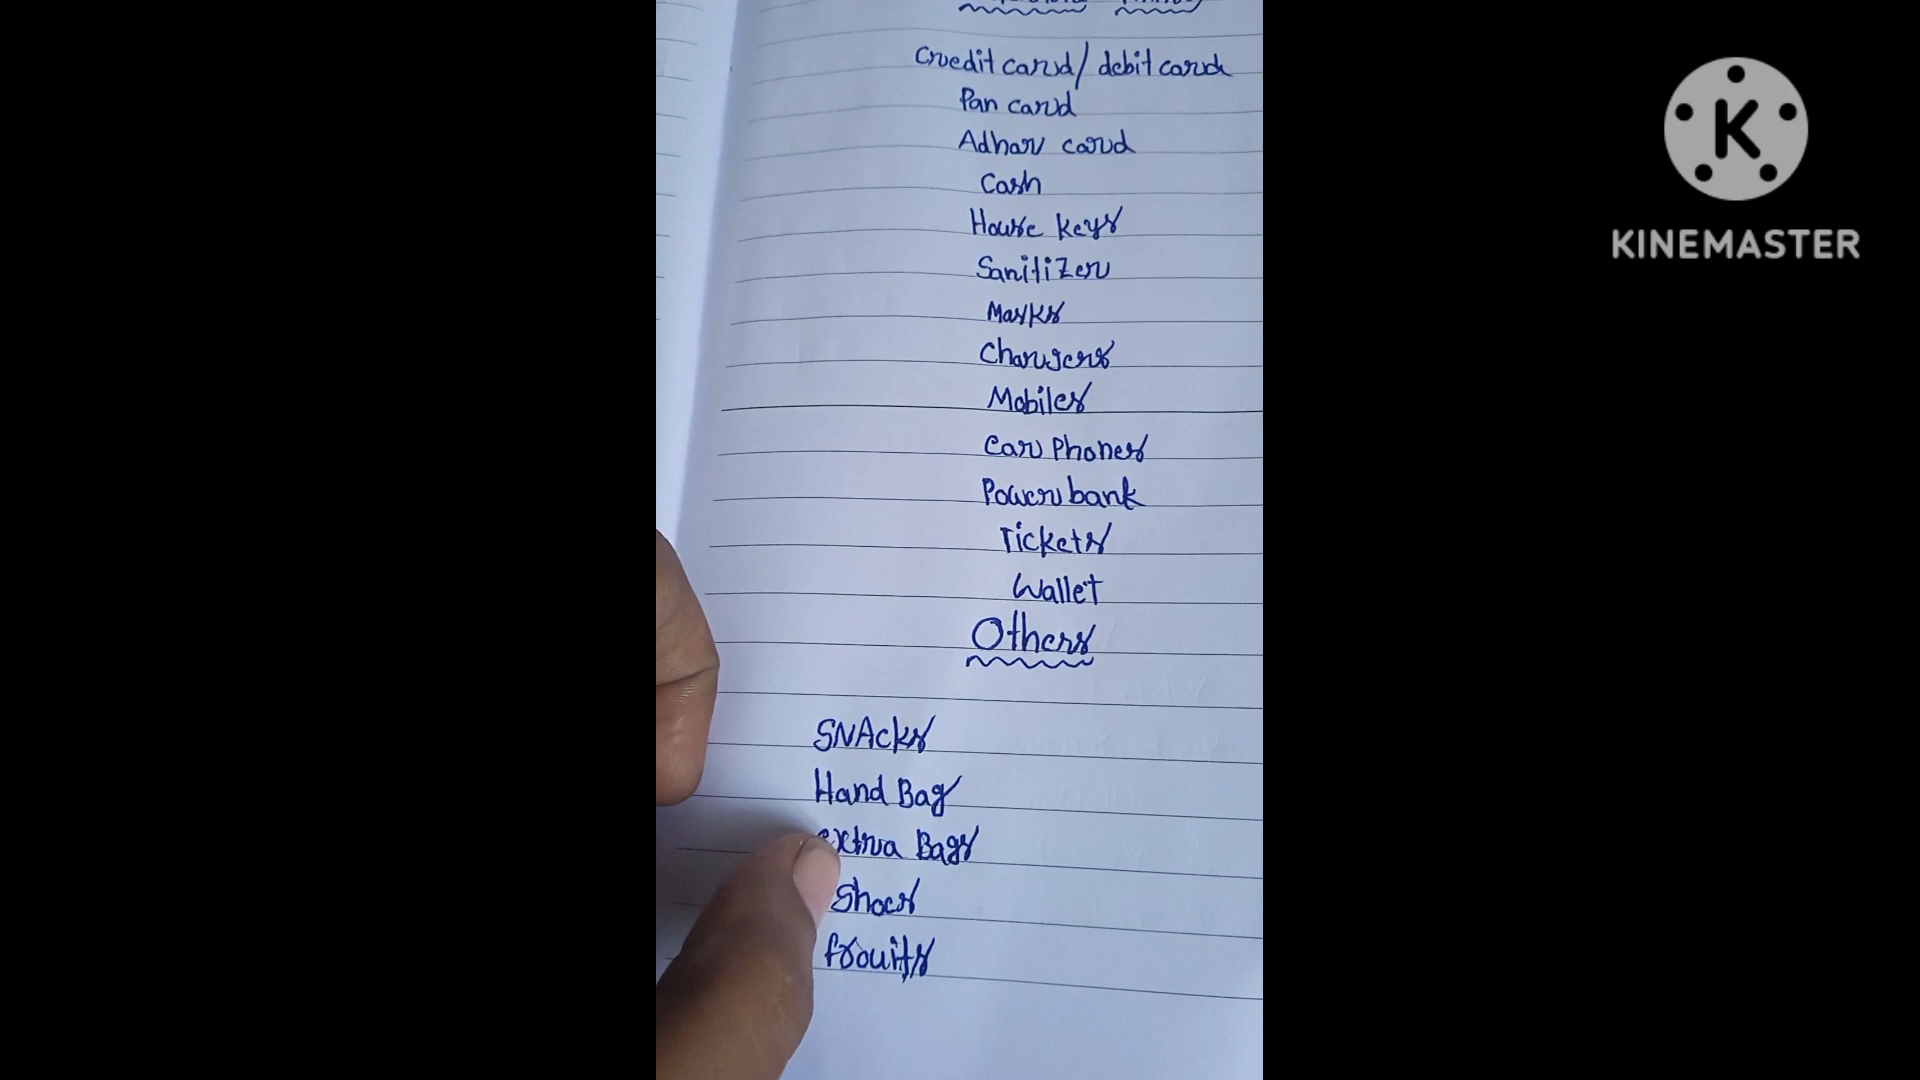 Credit card/ debit card
Pan card
Adhar card
Cash
House keys
Sanitizer
Masks
Chargers
Mobiles
Ear Phones
Power bank
Tickets
Wallet
Others
SNAcks
Hand Bag
extra Bags
Shoes
frouits
K
KINEMASTER